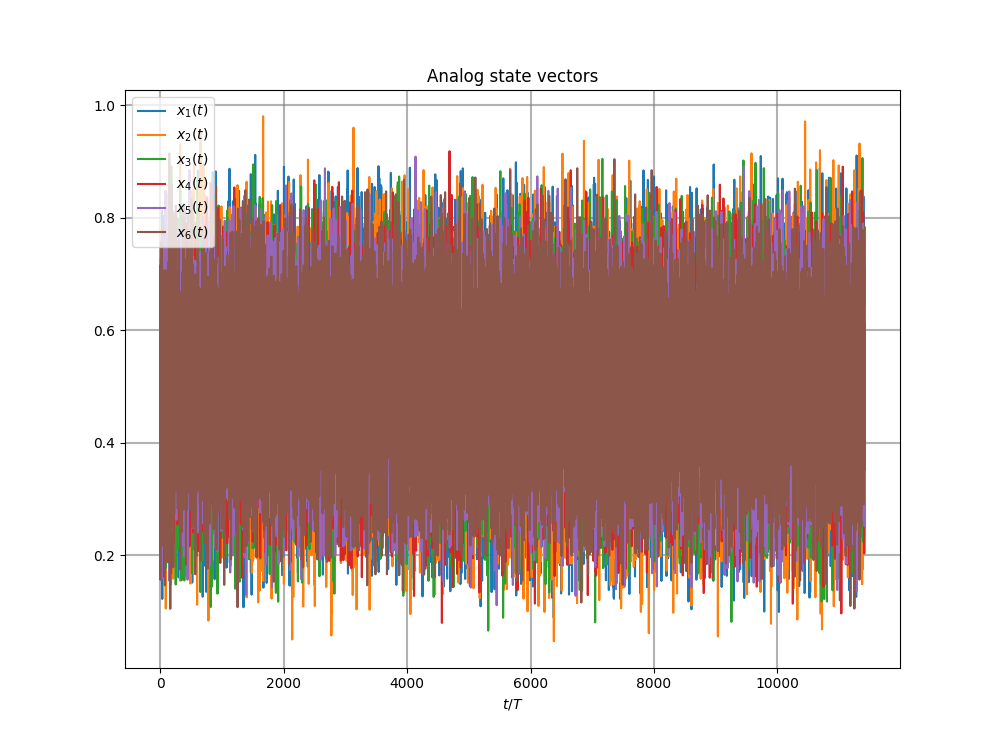 Analog state vectors
1.0
0.8
0.6
0.4
0.2
x₁(t)
x₂(t)
x₃(t)
x₄(t)
x₅(t)
x₆(t)
0 2000 4000 6000 8000 10000
t/T